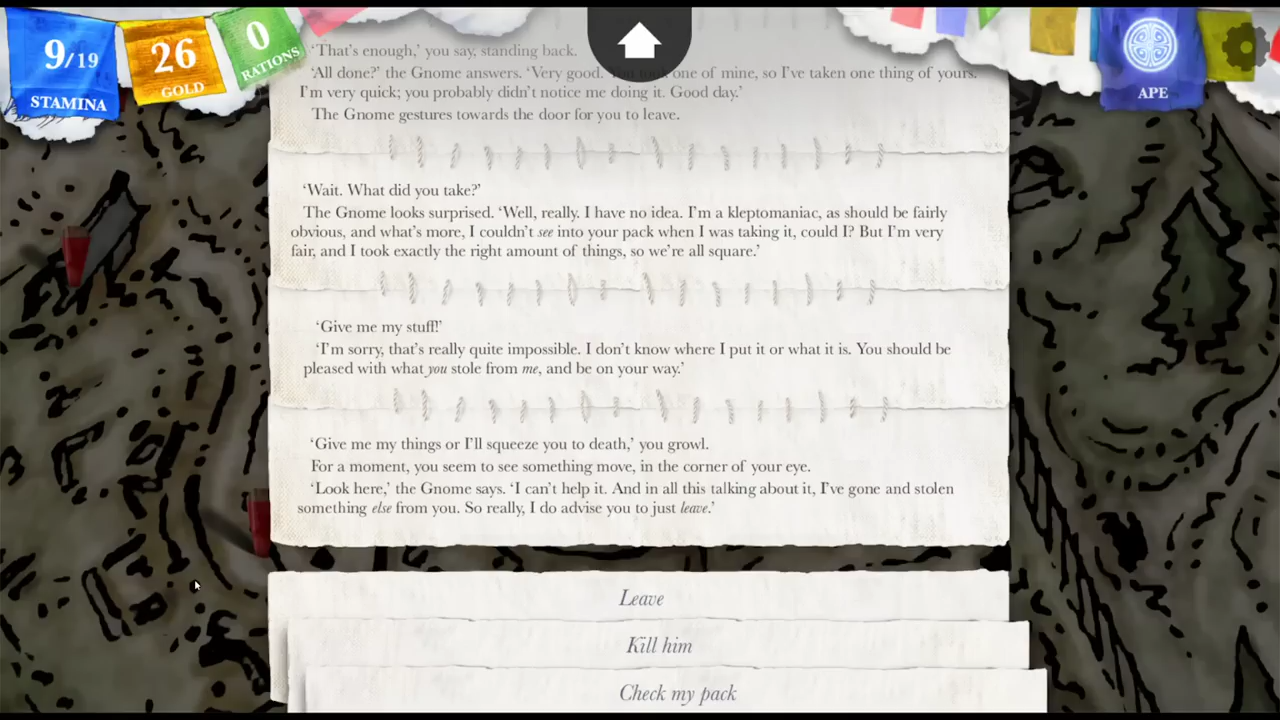 9/19
STAMINA
26
GOLD
0
RATIONS
APE
‘That’s enough,’ you say, standing back.
‘All done?’ the Gnome answers. ‘Very good. You took one of mine, so I’ve taken one thing of yours.
I’m very quick; you probably didn’t notice me doing it. Good day.’
The Gnome gestures towards the door for you to leave.
‘Wait. What did you take?’
The Gnome looks surprised. ‘Well, really. I have no idea. I’m a kleptomaniac, as should be fairly
obvious, and what’s more, I couldn’t see into your pack when I was taking it, could I? But I’m very
fair, and I took exactly the right amount of things, so we’re all square.’
‘Give me my stuff!’
‘I’m sorry, that’s really quite impossible. I don’t know where I put it or what it is. You should be
pleased with what you stole from me, and be on your way.’
‘Give me my things or I’ll squeeze you to death,’ you growl.
For a moment, you seem to see something move, in the corner of your eye.
‘Look here,’ the Gnome says. ‘I can’t help it. And in all this talking about it, I’ve gone and stolen
something else from you. So really, I do advise you to just leave.’
Leave
Kill him
Check my pack